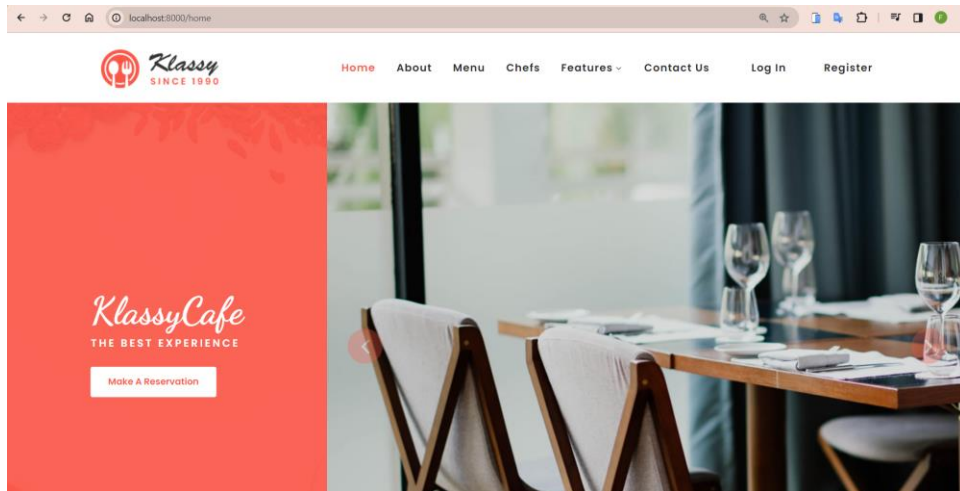 localhost:8000/home
Klassy
SINCE 1990
Home About Menu Chefs Features Contact Us Log In Register
KlassyCafe
THE BEST EXPERIENCE
Make A Reservation
F